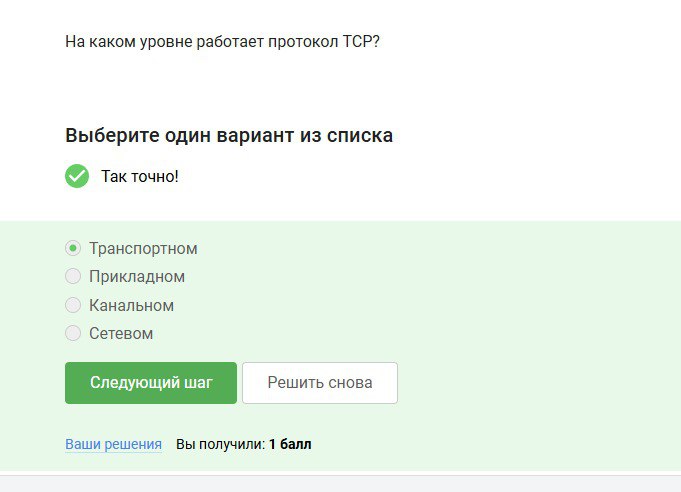 На каком уровне работает протокол TCP?
Выберите один вариант из списка
Так точно!
Транспортном
Прикладном
Канальном
Сетевом
Следующий шаг
Решить снова
Ваши решения Вы получили: 1 балл